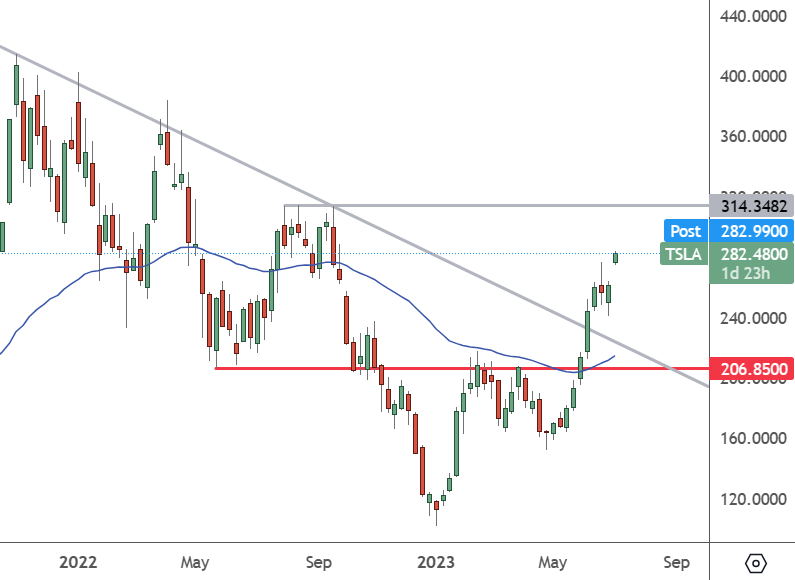 440.0000
400.0000
360.0000
314.3482
Post 282.9900
TSLA 282.4800
1d 23h
240.0000
206.8500
160.0000
120.0000
2022 May Sep 2023 May Sep